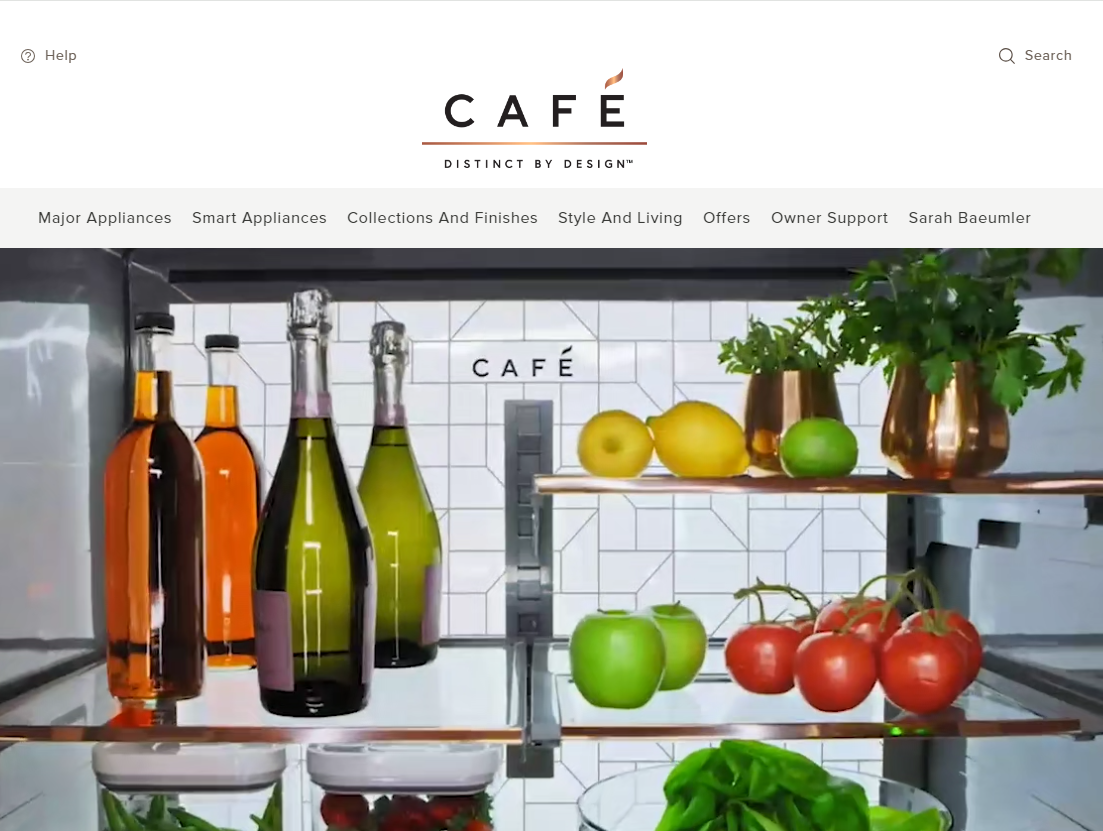 Help
Search
CAFÉ
DISTINCT BY DESIGN™
Major Appliances Smart Appliances Collections And Finishes Style And Living Offers Owner Support Sarah Baeumler
CAFÉ